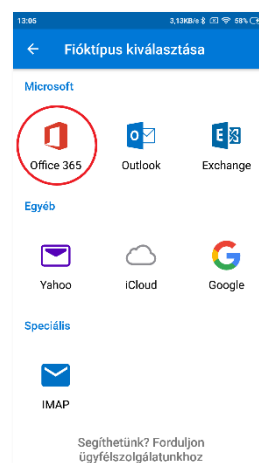 13:05 3,13KB/s 58%
Fióktípus kiválasztása
Microsoft
Office 365 Outlook Exchange
Egyéb
Yahoo iCloud Google
Speciális
IMAP
Segíthetünk? Forduljon
ügyfélszolgálatunkhoz